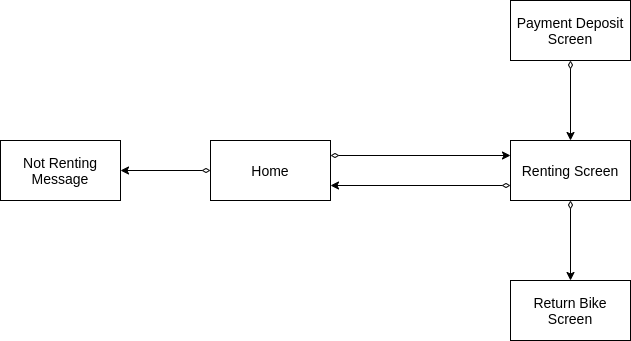 Payment Deposit
Screen
Not Renting
Message
Home
Renting Screen
Return Bike
Screen